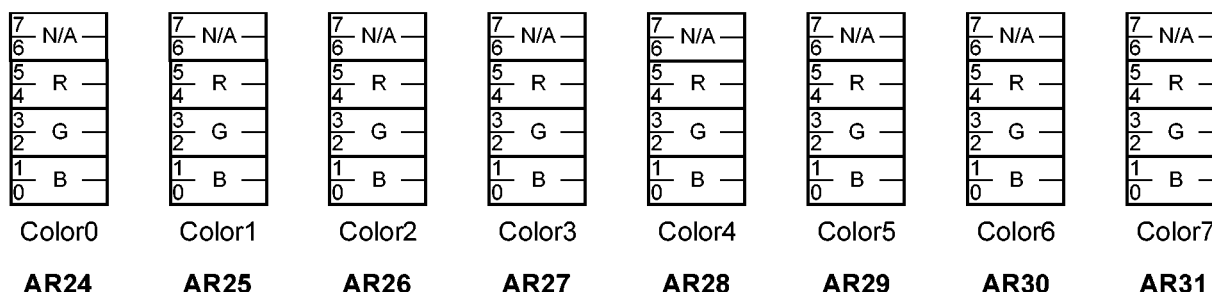 7 7 7 7 7 7 7 7
N/A N/A N/A N/A N/A N/A N/A N/A
6 6 6 6 6 6 6 6
5 5 5 5 5 5 5 5
R R R R R R R R
4 4 4 4 4 4 4 4
3 3 3 3 3 3 3 3
G G G G G G G G
2 2 2 2 2 2 2 2
1 1 1 1 1 1 1 1
B B B B B B B B
0 0 0 0 0 0 0 0
Color0 Color1 Color2 Color3 Color4 Color5 Color6 Color7
AR24 AR25 AR26 AR27 AR28 AR29 AR30 AR31